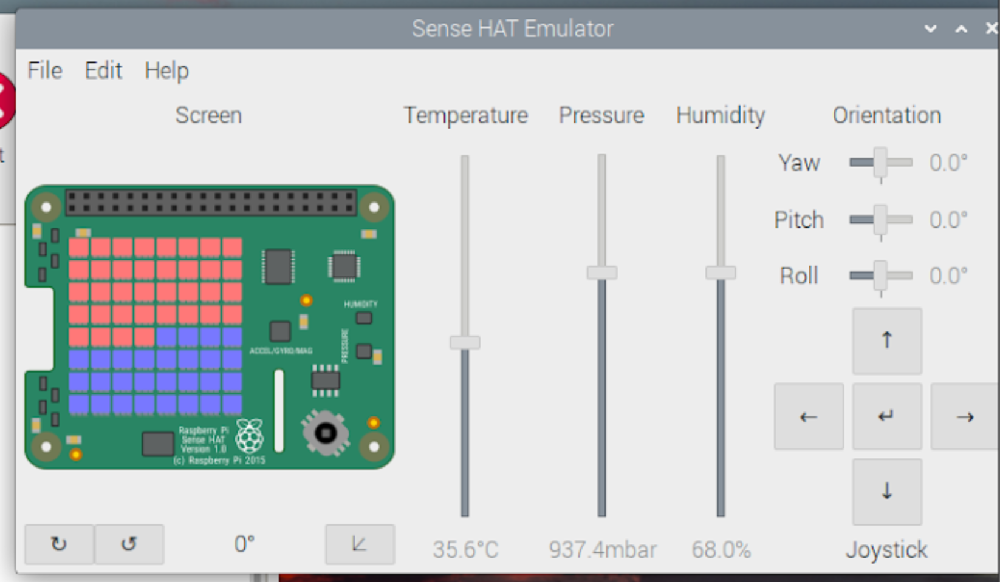 Sense HAT Emulator
File Edit Help
Screen
Temperature
Pressure
Humidity
Orientation
Yaw 0.0°
Pitch 0.0°
Roll 0.0°
HUMIDITY
PRESSURE
ACCEL/GYRO/MAG
Raspberry Pi
Sense HAT
Version 1.0
(c) Raspberry Pi 2015
↑
← ↵ →
↓
↻ ↺ 0°
35.6°C
937.4mbar
68.0%
Joystick
t